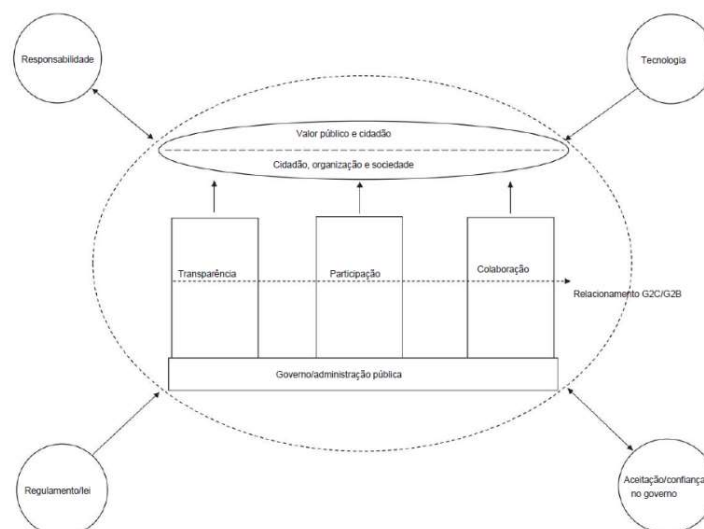 Responsabilidade
Tecnologia
Valor público e cidadão
Cidadão, organização e sociedade
Transparência
Participação
Colaboração
Relacionamento G2C/G2B
Governo/administração pública
Regulamento/lei
Aceitação/confiança
no governo